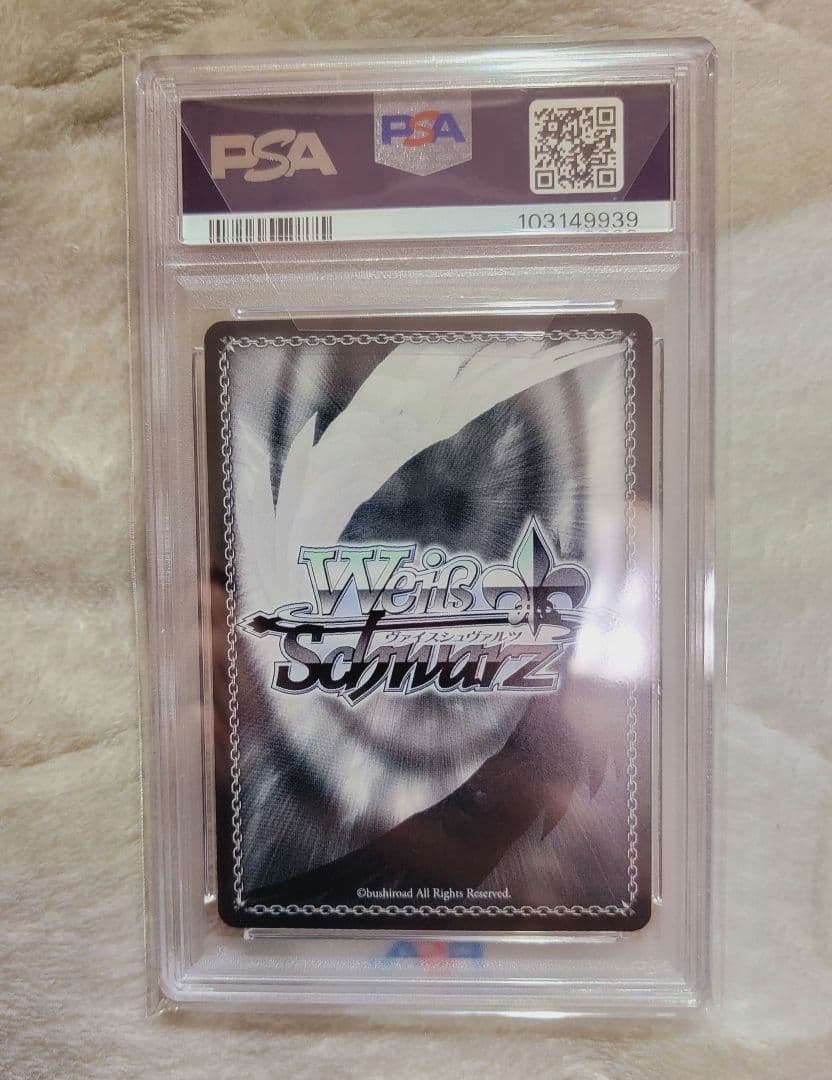 PSA
PSA
103149939
Weiß
ヴァイスシュヴァルツ
Schwarz
©bushiroad All Rights Reserved.
PSA